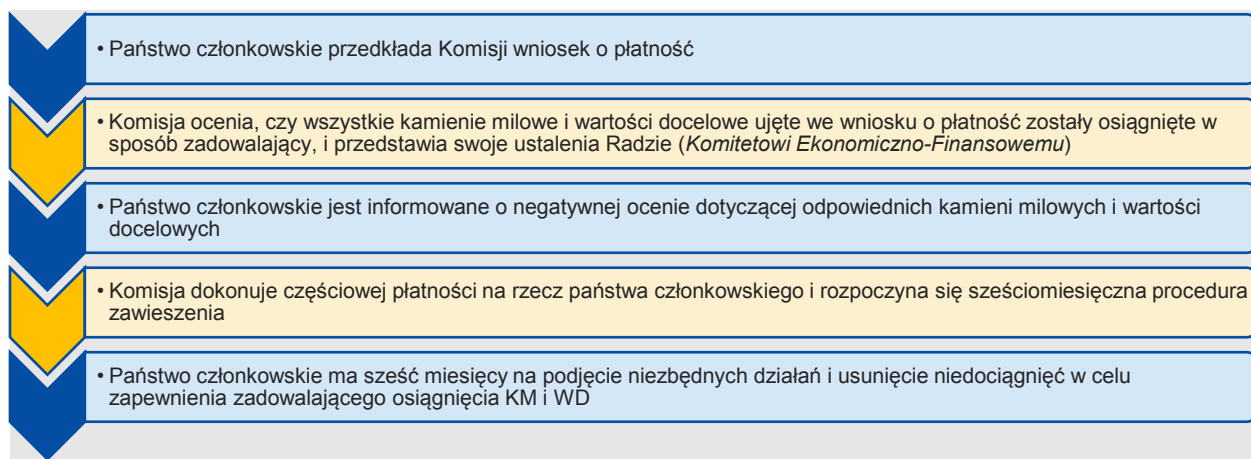 • Państwo członkowskie przedkłada Komisji wniosek o płatność
• Komisja ocenia, czy wszystkie kamienie milowe i wartości docelowe ujęte we wniosku o płatność zostały osiągnięte w
sposób zadowalający, i przedstawia swoje ustalenia Radzie (Komitetowi Ekonomiczno-Finansowemu)
• Państwo członkowskie jest informowane o negatywnej ocenie dotyczącej odpowiednich kamieni milowych i wartości
docelowych
• Komisja dokonuje częściowej płatności na rzecz państwa członkowskiego i rozpoczyna się sześciomiesięczna procedura
zawieszenia
• Państwo członkowskie ma sześć miesięcy na podjęcie niezbędnych działań i usunięcie niedociągnięć w celu
zapewnienia zadowalającego osiągnięcia KM i WD